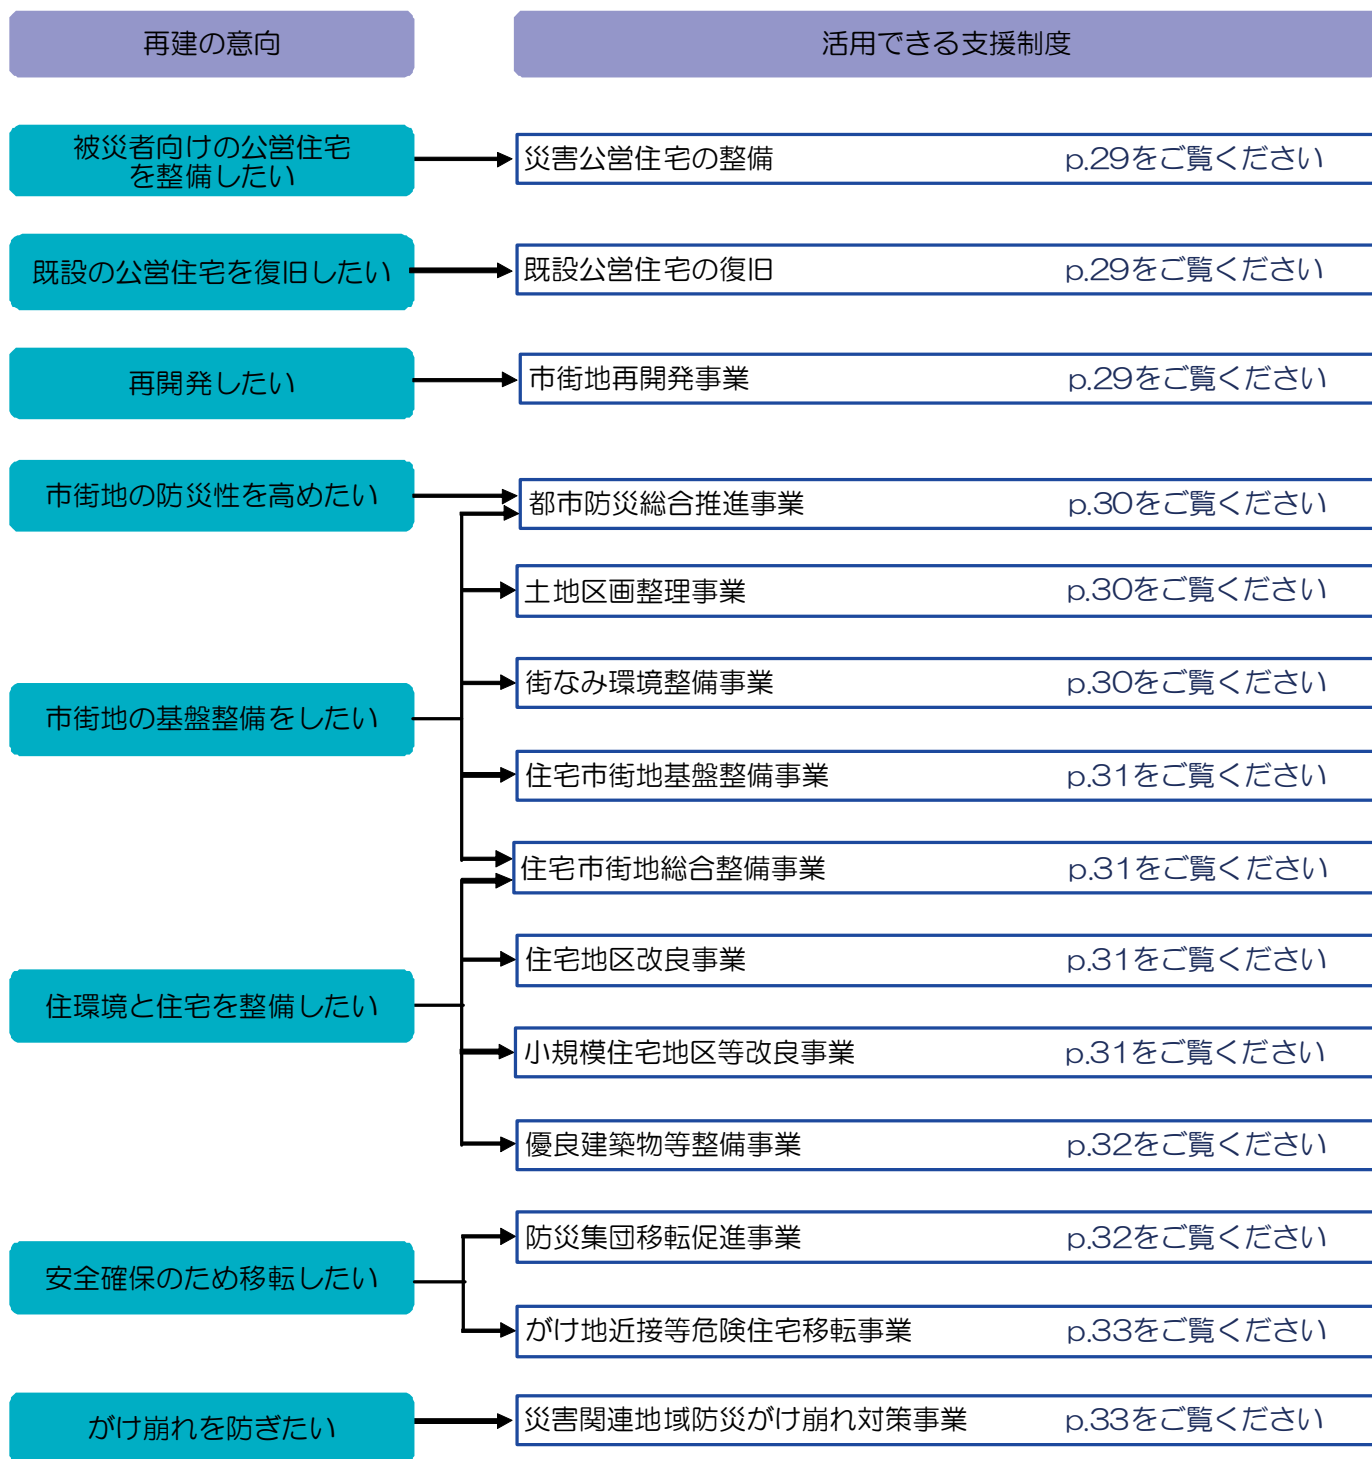 再建の意向
活用できる支援制度
被災者向けの公営住宅
を整備したい
災害公営住宅の整備 p.29をご覧ください
既設の公営住宅を復旧したい
既設公営住宅の復旧 p.29をご覧ください
再開発したい
市街地再開発事業 p.29をご覧ください
市街地の防災性を高めたい
都市防災総合推進事業 p.30をご覧ください
土地区画整理事業 p.30をご覧ください
街なみ環境整備事業 p.30をご覧ください
市街地の基盤整備をしたい
住宅市街地基盤整備事業 p.31をご覧ください
住宅市街地総合整備事業 p.31をご覧ください
住宅地区改良事業 p.31をご覧ください
住環境と住宅を整備したい
小規模住宅地区等改良事業 p.31をご覧ください
優良建築物等整備事業 p.32をご覧ください
防災集団移転促進事業 p.32をご覧ください
安全確保のため移転したい
がけ地近接等危険住宅移転事業 p.33をご覧ください
がけ崩れを防ぎたい
災害関連地域防災がけ崩れ対策事業 p.33をご覧ください